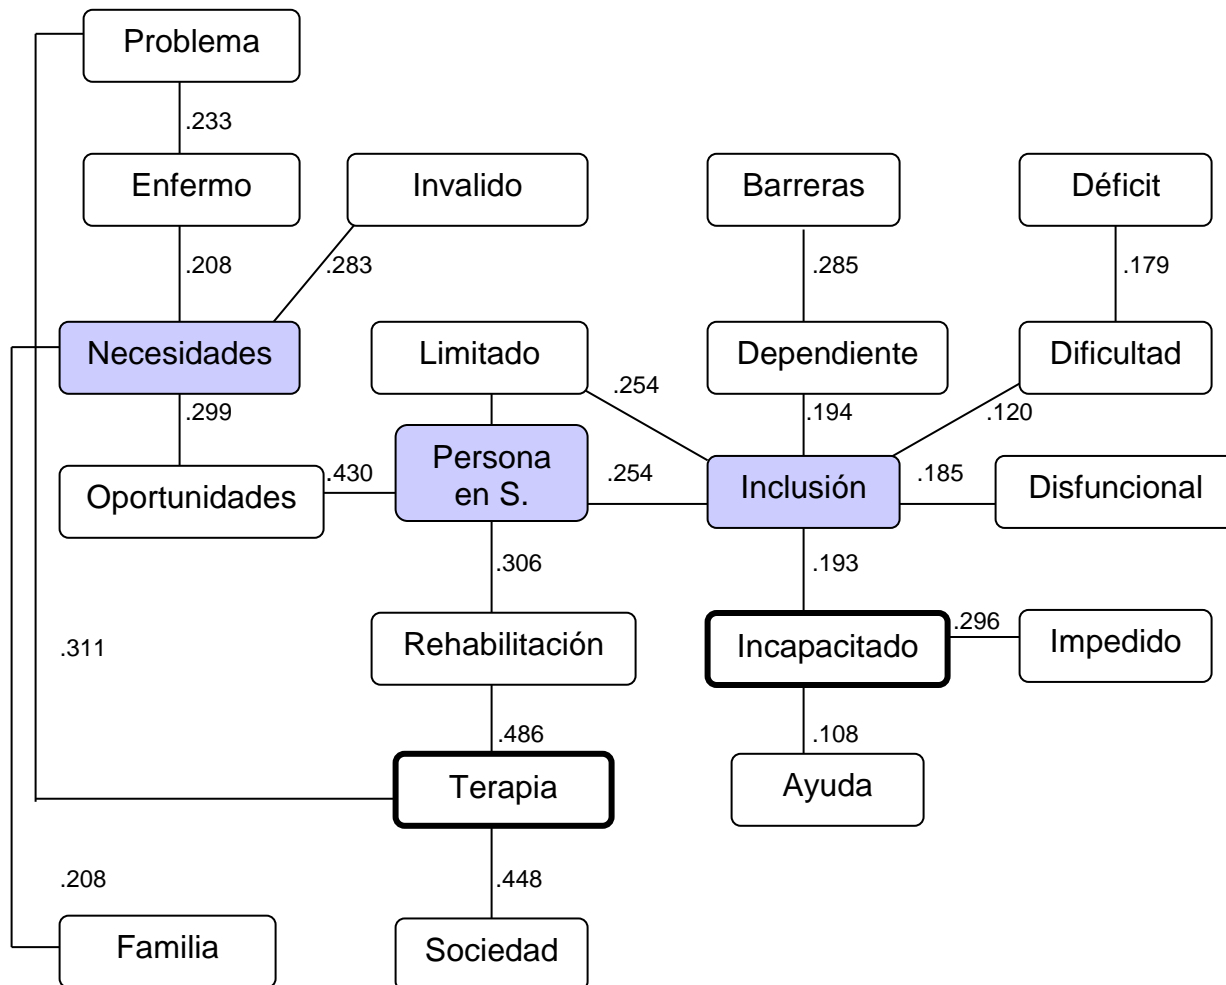 Problema
.233
Enfermo
Invalido
Barreras
Déficit
.208
.283
.285
.179
Necesidades
Limitado
Dependiente
Dificultad
.254
.299
.194
.120
Oportunidades
.430
Persona
en S.
.254
Inclusión
.185
Disfuncional
.306
.193
.311
Rehabilitación
Incapacitado
.296
Impedido
.486
.108
Terapia
Ayuda
.208
.448
Familia
Sociedad